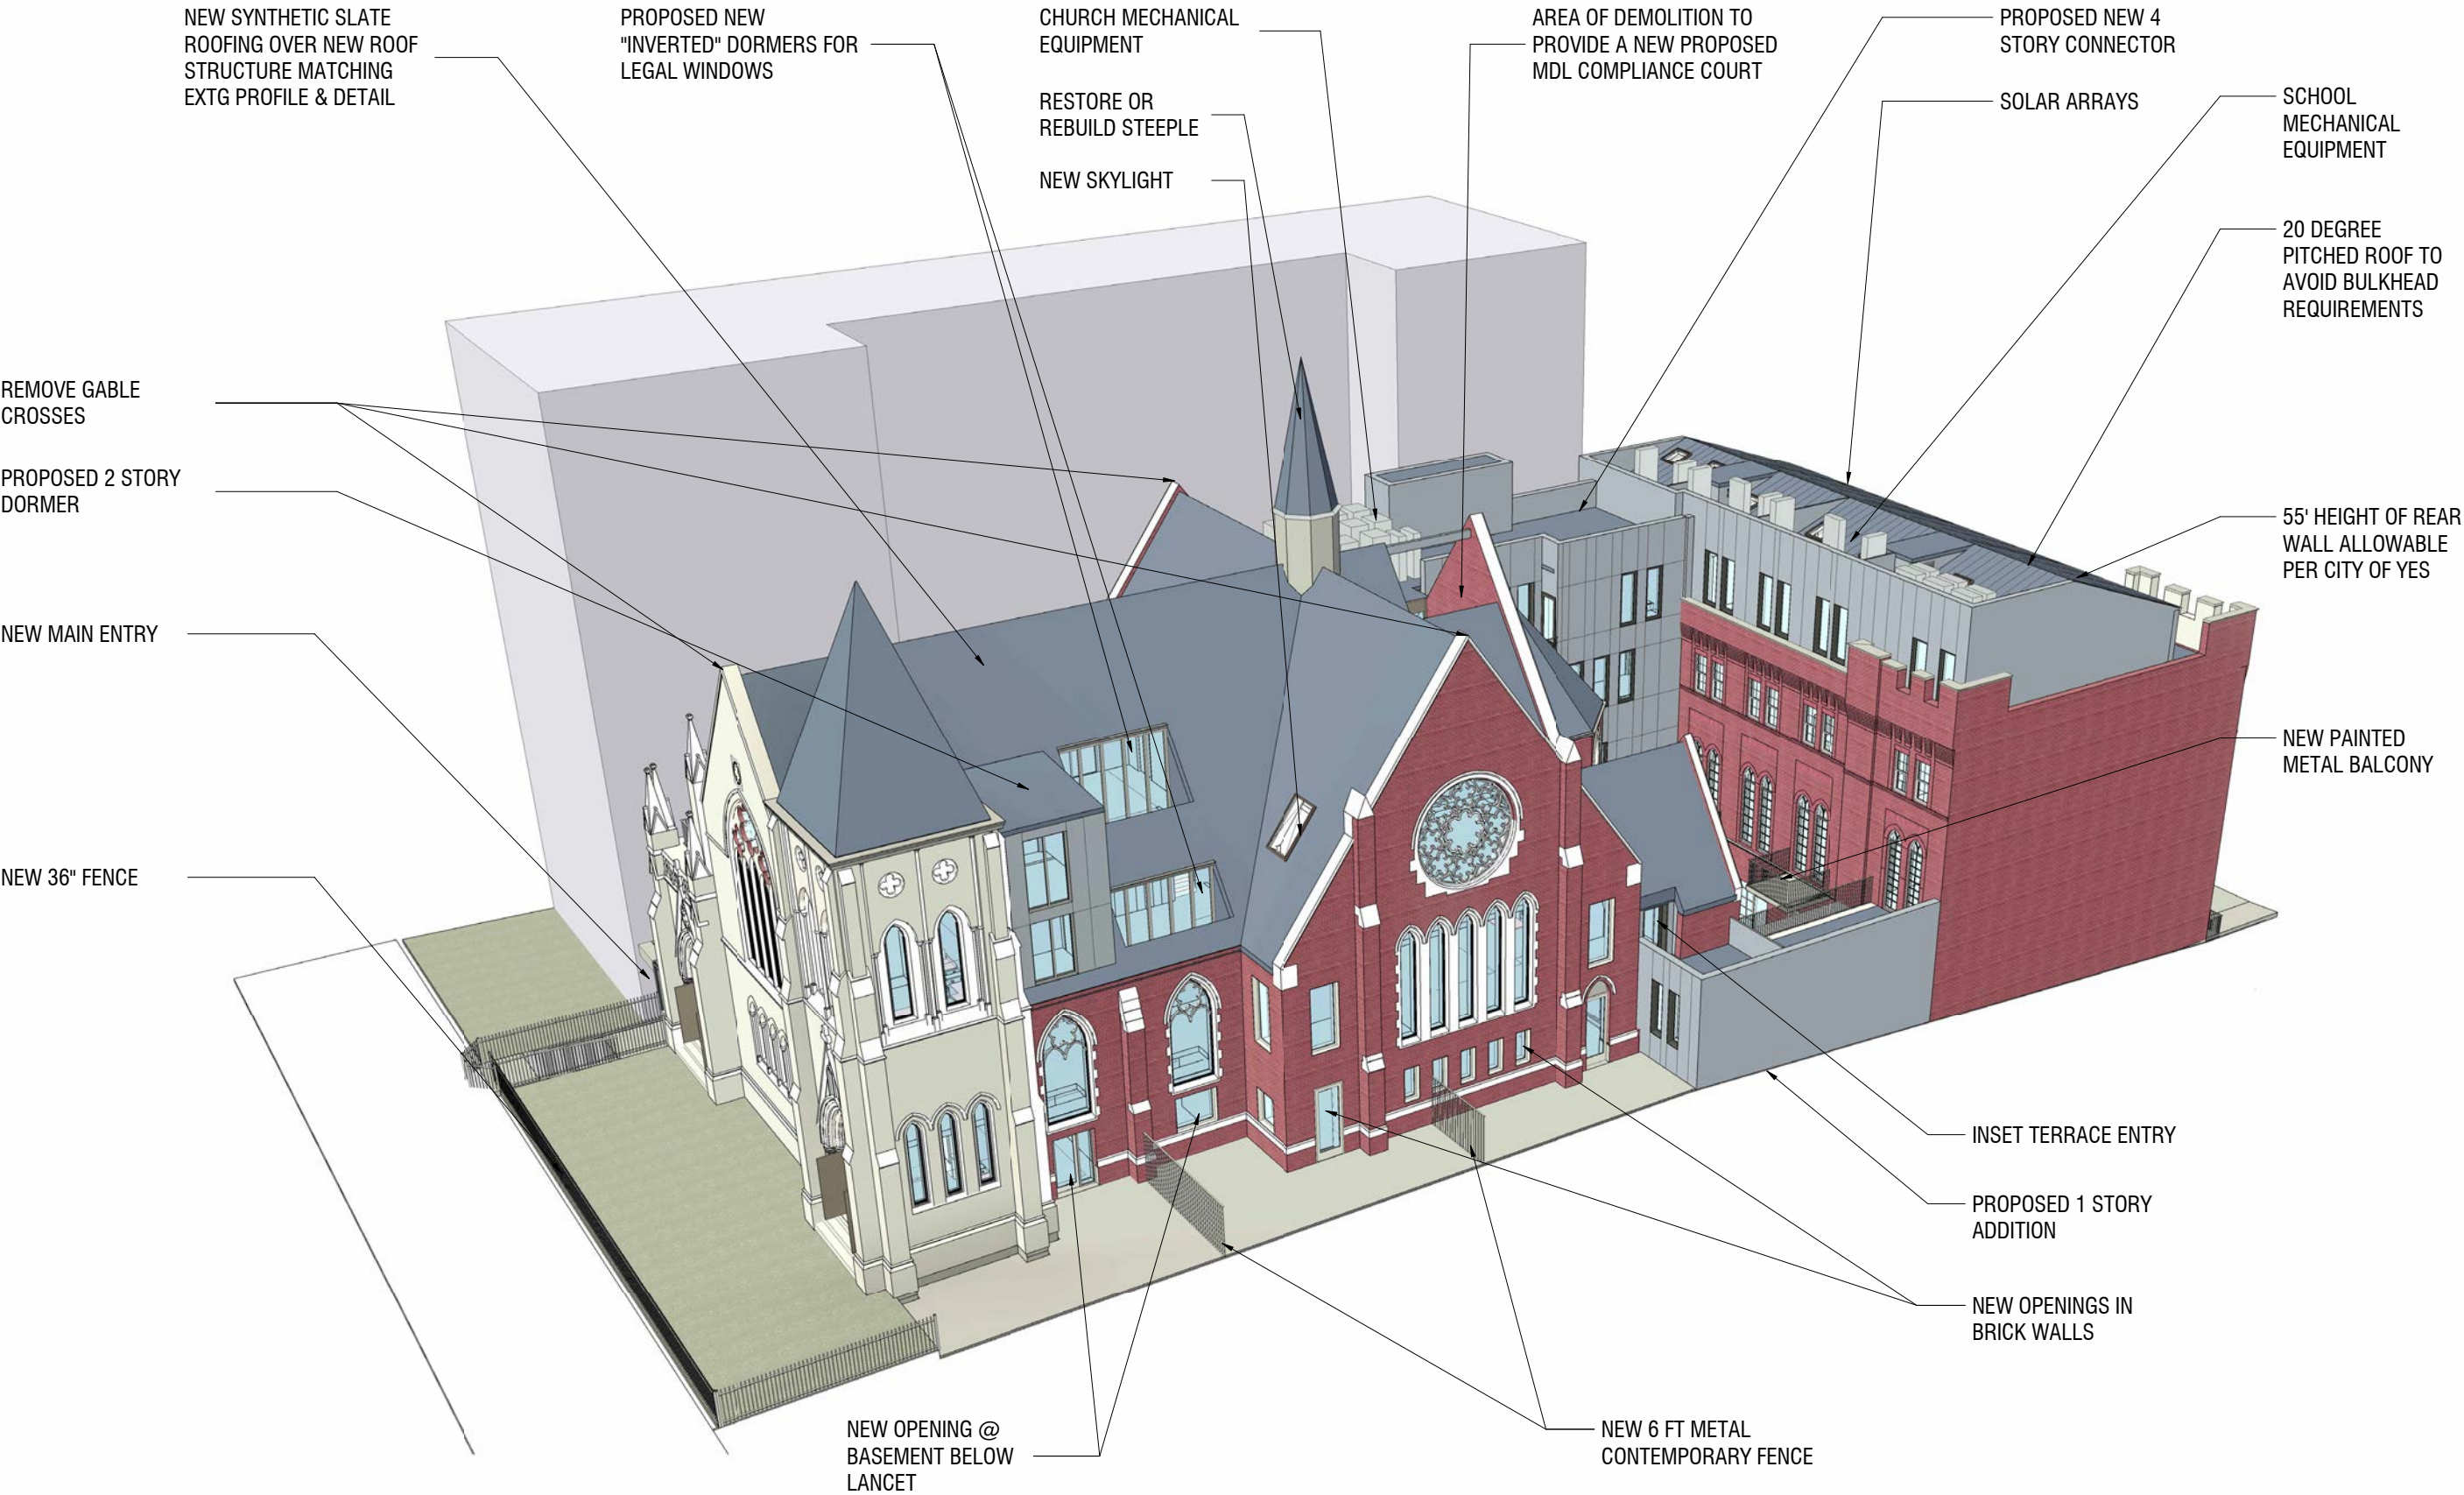 NEW SYNTHETIC SLATE
ROOFING OVER NEW ROOF
STRUCTURE MATCHING
EXTG PROFILE & DETAIL
PROPOSED NEW
"INVERTED" DORMERS FOR
LEGAL WINDOWS
CHURCH MECHANICAL
EQUIPMENT
RESTORE OR
REBUILD STEEPLE
NEW SKYLIGHT
AREA OF DEMOLITION TO
PROVIDE A NEW PROPOSED
MDL COMPLIANCE COURT
PROPOSED NEW 4
STORY CONNECTOR
SOLAR ARRAYS
SCHOOL
MECHANICAL
EQUIPMENT
20 DEGREE
PITCHED ROOF TO
AVOID BULKHEAD
REQUIREMENTS
REMOVE GABLE
CROSSES
PROPOSED 2 STORY
DORMER
NEW MAIN ENTRY
NEW 36" FENCE
55' HEIGHT OF REAR
WALL ALLOWABLE
PER CITY OF YES
NEW PAINTED
METAL BALCONY
INSET TERRACE ENTRY
PROPOSED 1 STORY
ADDITION
NEW OPENINGS IN
BRICK WALLS
NEW OPENING @
BASEMENT BELOW
LANCET
NEW 6 FT METAL
CONTEMPORARY FENCE